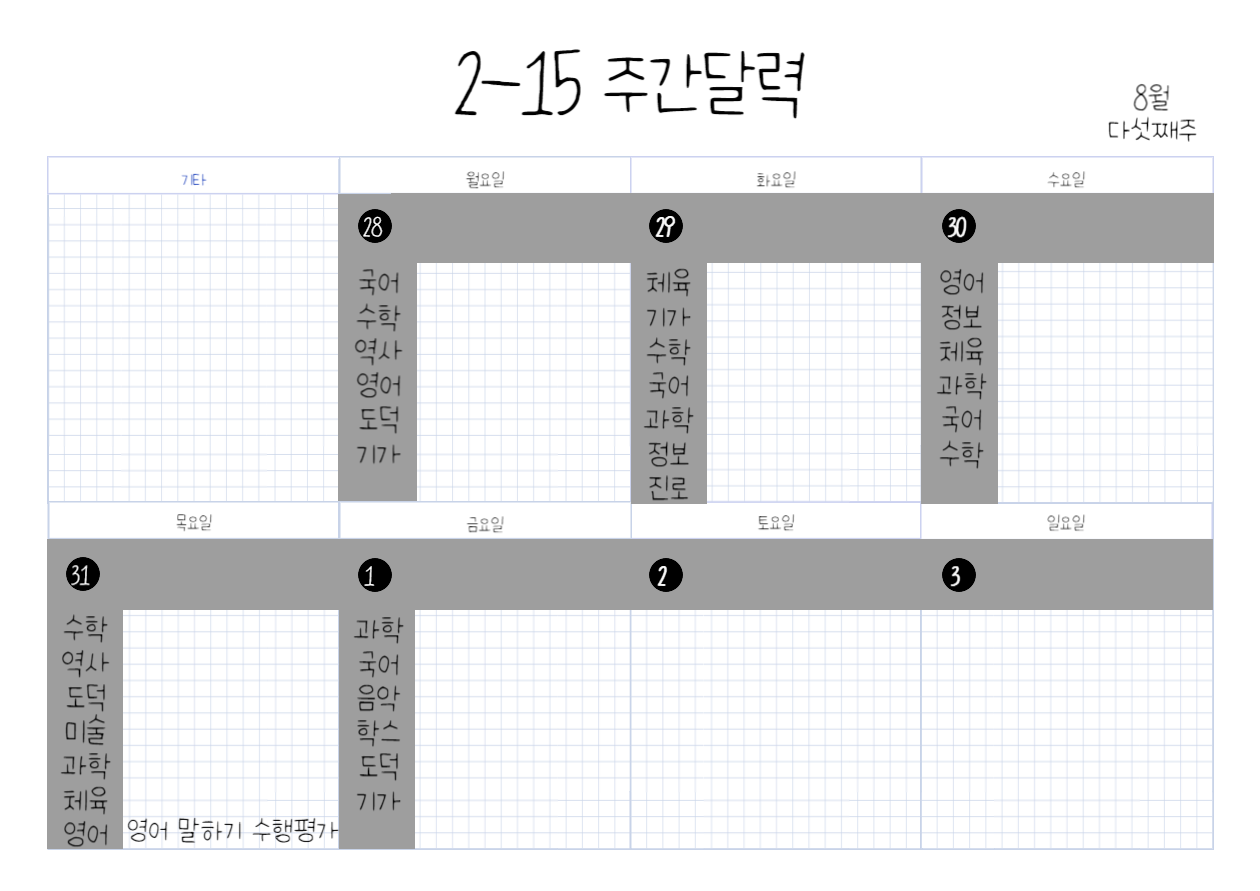 2-15 주간달력
8월
다섯째주
기타
월요일
화요일
수요일
28
국어
수학
역사
영어
도덕
기가
29
체육
기가
수학
국어
과학
정보
진로
30
영어
정보
체육
과학
국어
수학
목요일
금요일
토요일
일요일
31
수학
역사
도덕
미술
과학
체육
영어 영어 말하기 수행평가
1
과학
국어
음악
학스
도덕
기가
2
3